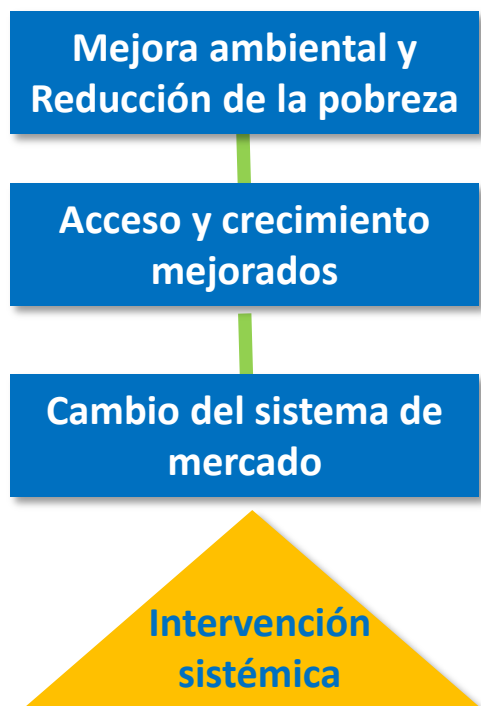 Mejora ambiental y
Reducción de la pobreza
Acceso y crecimiento
mejorados
Cambio del sistema de
mercado
Intervención
sistémica